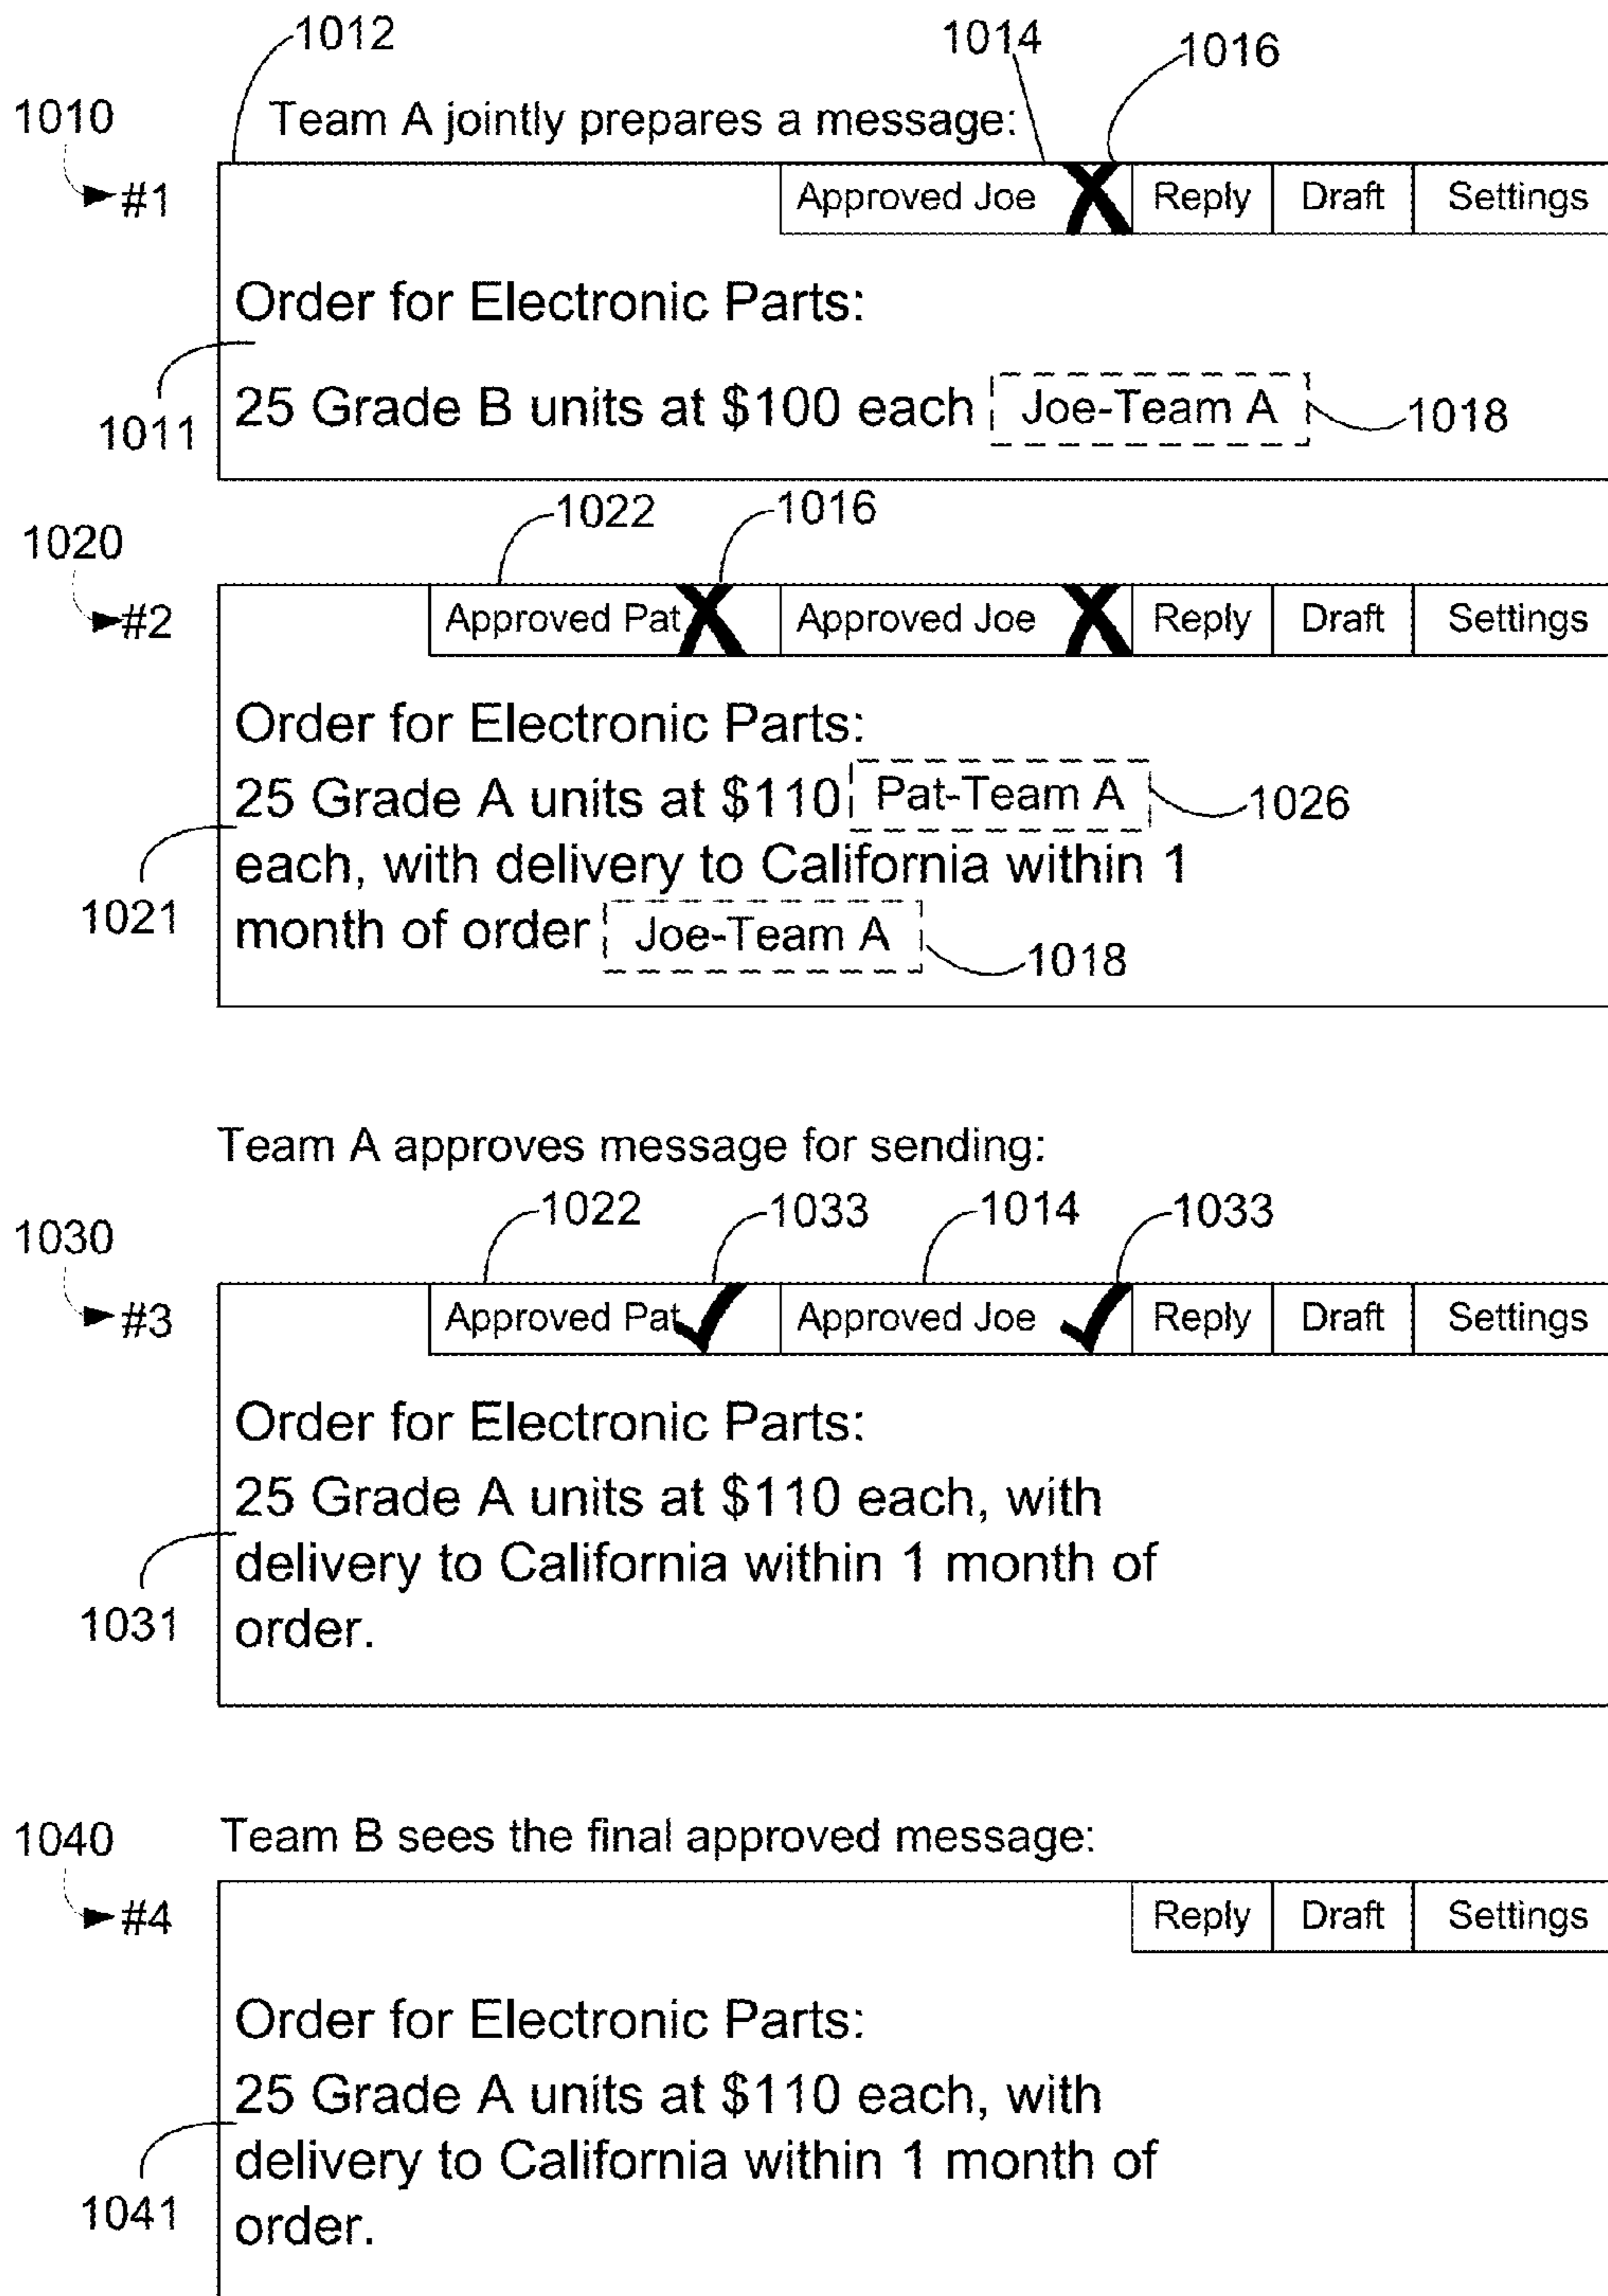 1012
1014
1016
1010
Team A jointly prepares a message:
#1
Approved Joe X Reply Draft Settings
Order for Electronic Parts:
1011
25 Grade B units at $100 each Joe-Team A
1018
1022
1016
1020
#2
Approved Pat X Approved Joe X Reply Draft Settings
Order for Electronic Parts:
25 Grade A units at $110 Pat-Team A
1026
each, with delivery to California within 1
1021
month of order Joe-Team A
1018
Team A approves message for sending:
1022
1033
1014
1033
1030
#3
Approved Pat ✓ Approved Joe ✓ Reply Draft Settings
Order for Electronic Parts:
25 Grade A units at $110 each, with
delivery to California within 1 month of
1031
order.
1040
Team B sees the final approved message:
#4
Reply Draft Settings
Order for Electronic Parts:
25 Grade A units at $110 each, with
delivery to California within 1 month of
1041
order.